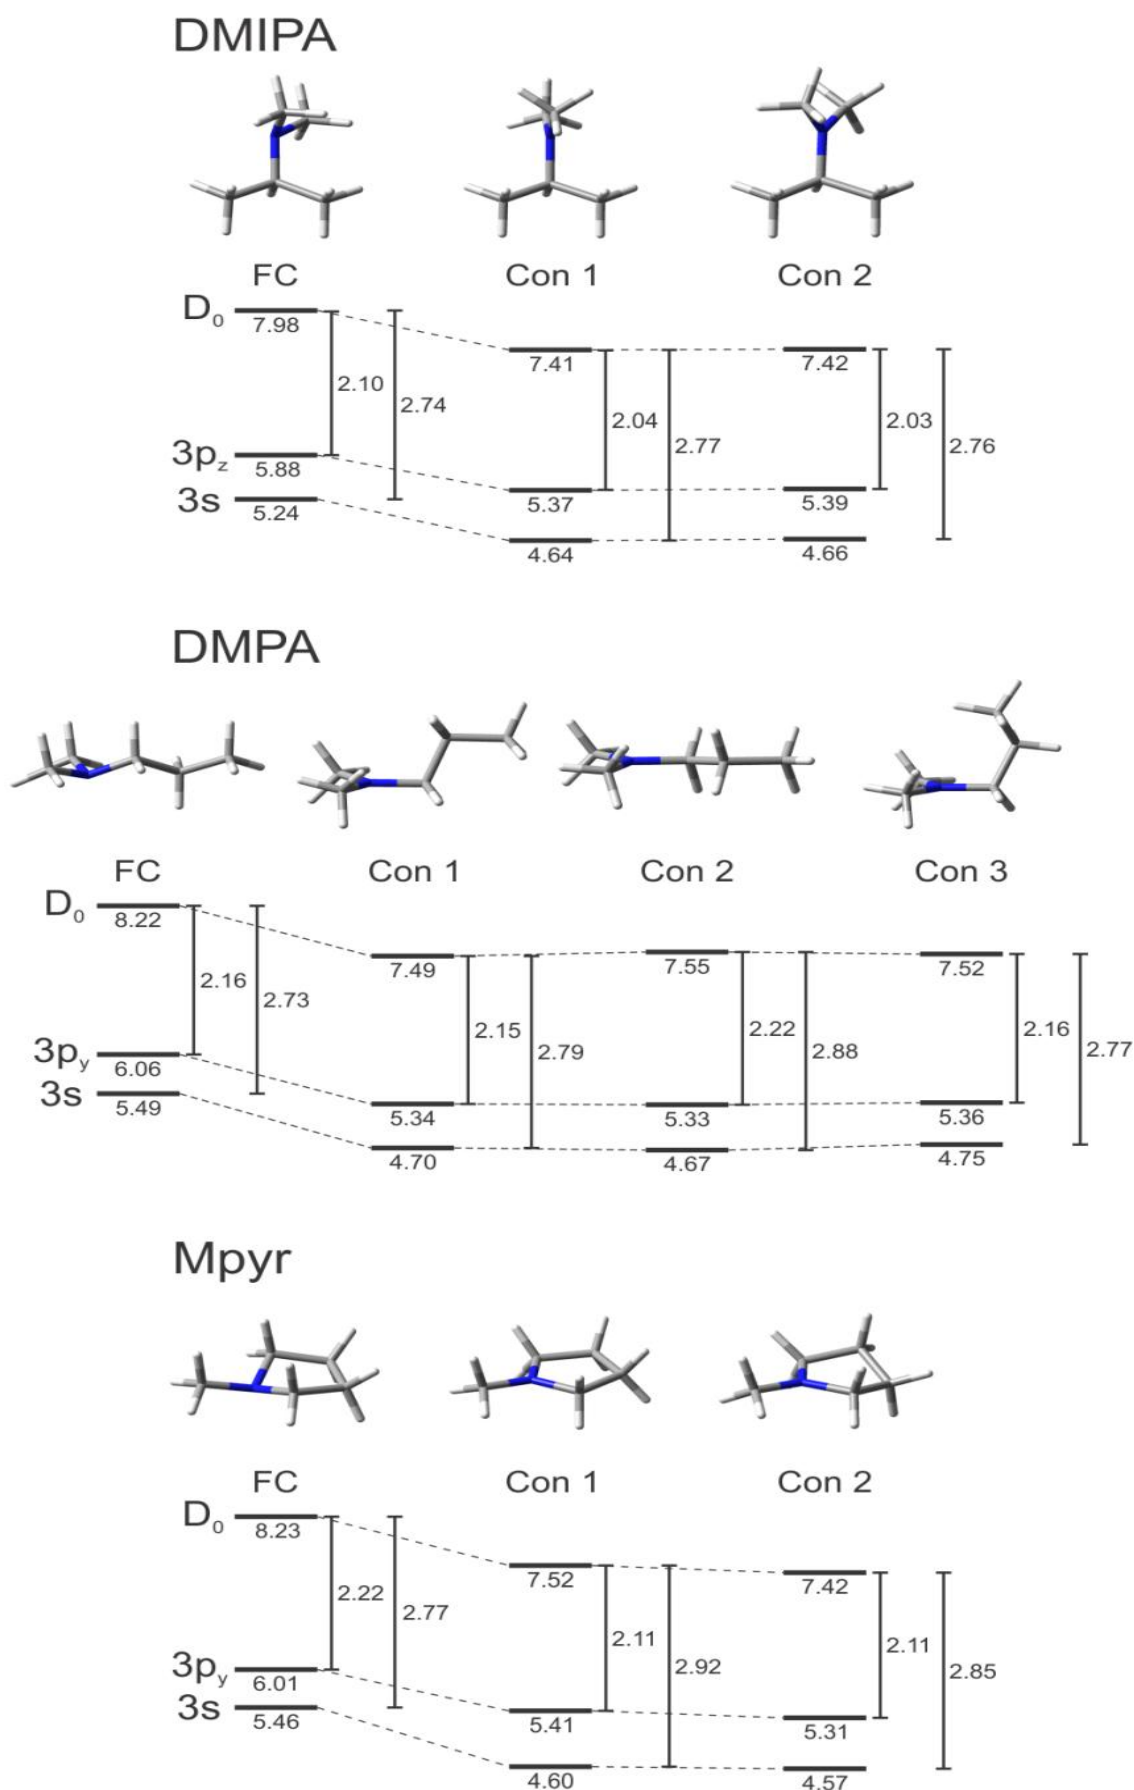 DMIPA
FC Con 1 Con 2
D₀
7.98
7.41 7.42
2.10 2.74
2.04 2.77 2.03 2.76
3p_z
5.88
5.37 5.39
3s
5.24
4.64 4.66
DMPA
FC Con 1 Con 2 Con 3
D₀
8.22
7.49 7.55 7.52
2.16 2.73
2.15 2.79 2.22 2.88 2.16 2.77
3p_y
6.06
5.34 5.33 5.36
3s
5.49
4.70 4.67 4.75
Mpyr
FC Con 1 Con 2
D₀
8.23
7.52 7.42
2.22 2.77
2.11 2.92 2.11 2.85
3p_y
6.01
5.41 5.31
3s
5.46
4.60 4.57